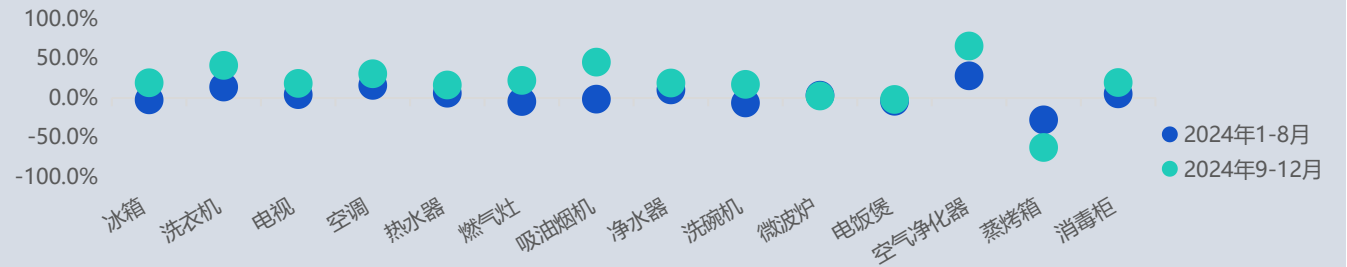 100.0%
50.0%
0.0%
-50.0%
-100.0%
冰箱
洗衣机
电视
空调
热水器
燃气灶
吸油烟机
净水器
洗碗机
微波炉
电饭煲
空气净化器
蒸烤箱
消毒柜
2024年1-8月
2024年9-12月